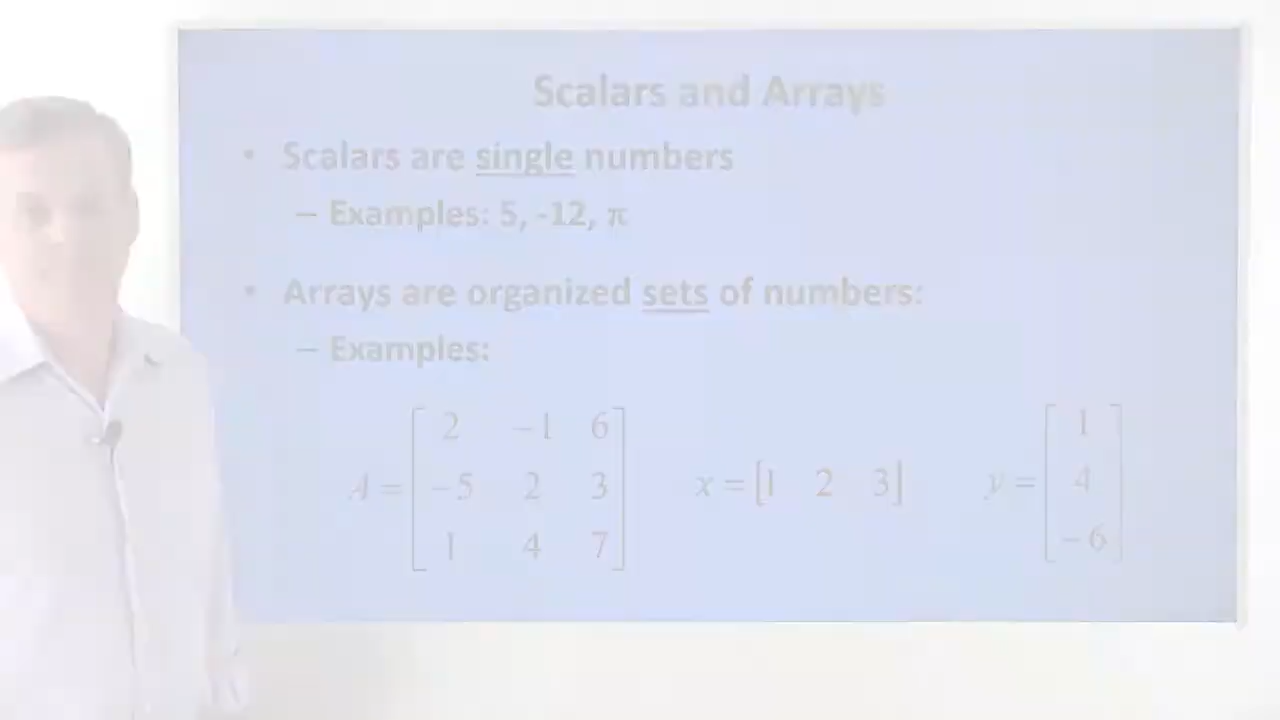 Scalars and Arrays
• Scalars are single numbers
– Examples: 5, -12, π
• Arrays are organized sets of numbers:
– Examples:
A = [2 -1 6
-5 2 3
1 4 7]
x = [1 2 3]
y = [1
4
-6]